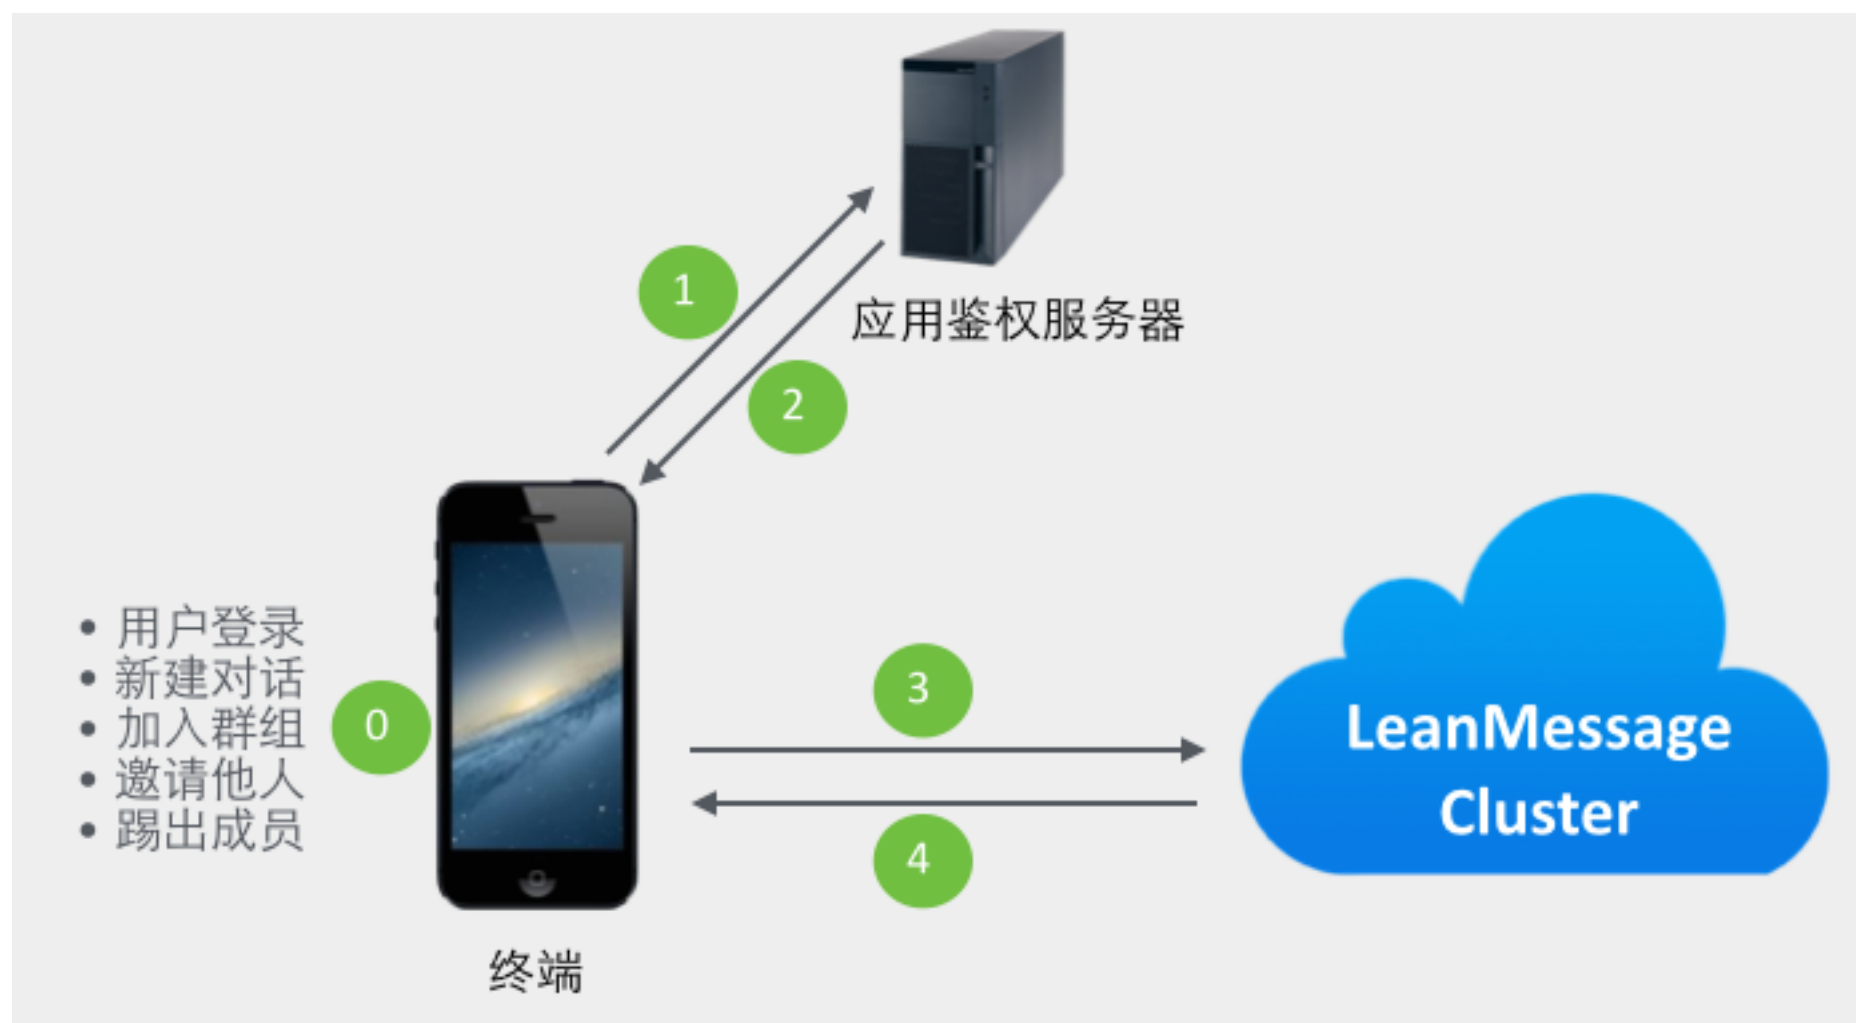 1
应用鉴权服务器
2
• 用户登录
• 新建对话
• 加入群组
• 邀请他人
• 踢出成员
0
3
LeanMessage
Cluster
4
终端